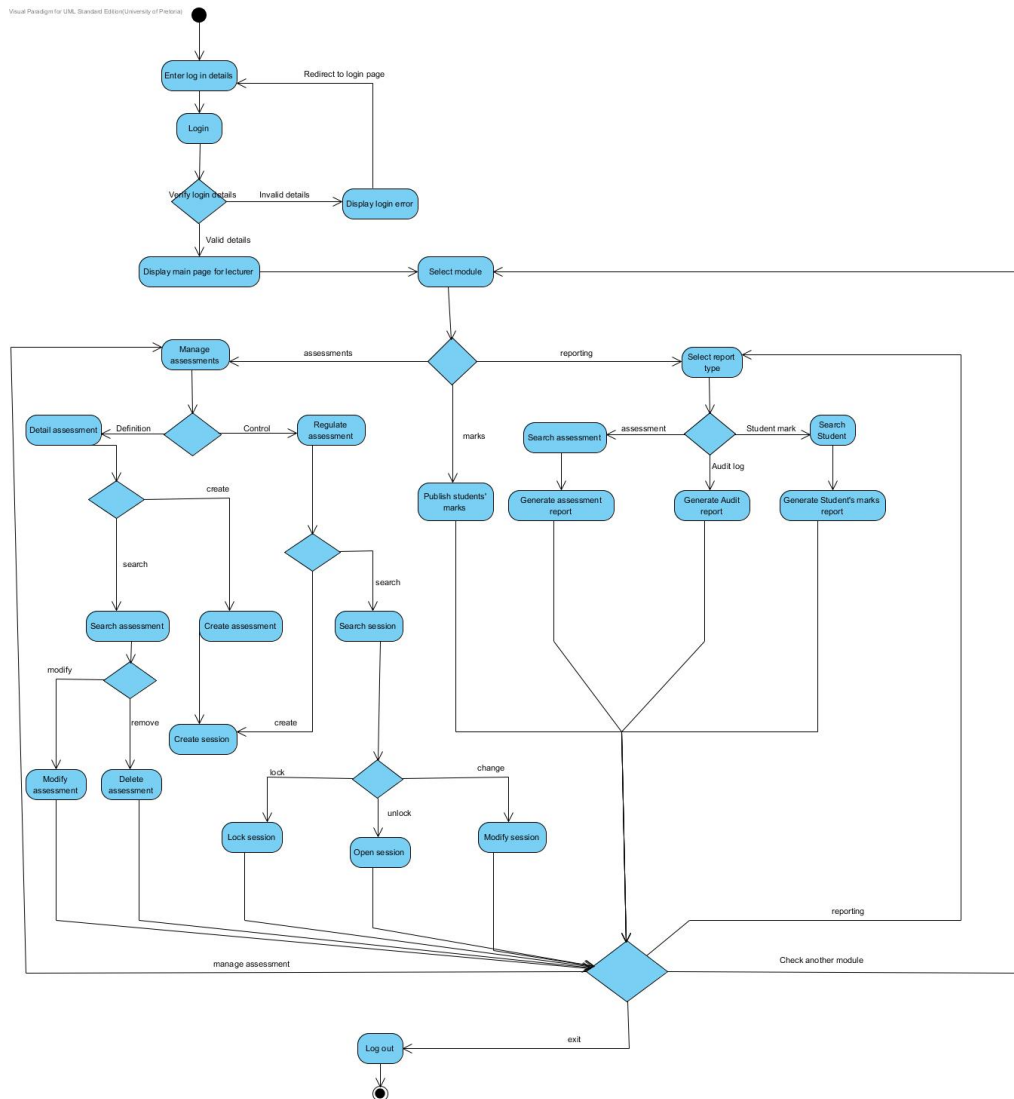 Visual Paradigm for UML Standard Edition(University of Pretoria)
Enter log in details
Redirect to login page
Login
Verify login details
Invalid details
Display login error
Valid details
Display main page for lecturer
Select module
Manage
assessments
assessments
reporting
Select report
type
Detail assessment
Definition
Control
Regulate
assessment
marks
Search assessment
assessment
Student mark
Search
Student
Audit log
create
Publish students'
marks
Generate assessment
report
Generate Audit
report
Generate Student's marks
report
search
search
Search assessment
Create assessment
Search session
modify
remove
create
Create session
Modify
assessment
Delete
assessment
lock
change
unlock
Lock session
Open session
Modify session
reporting
manage assessment
Check another module
exit
Log out